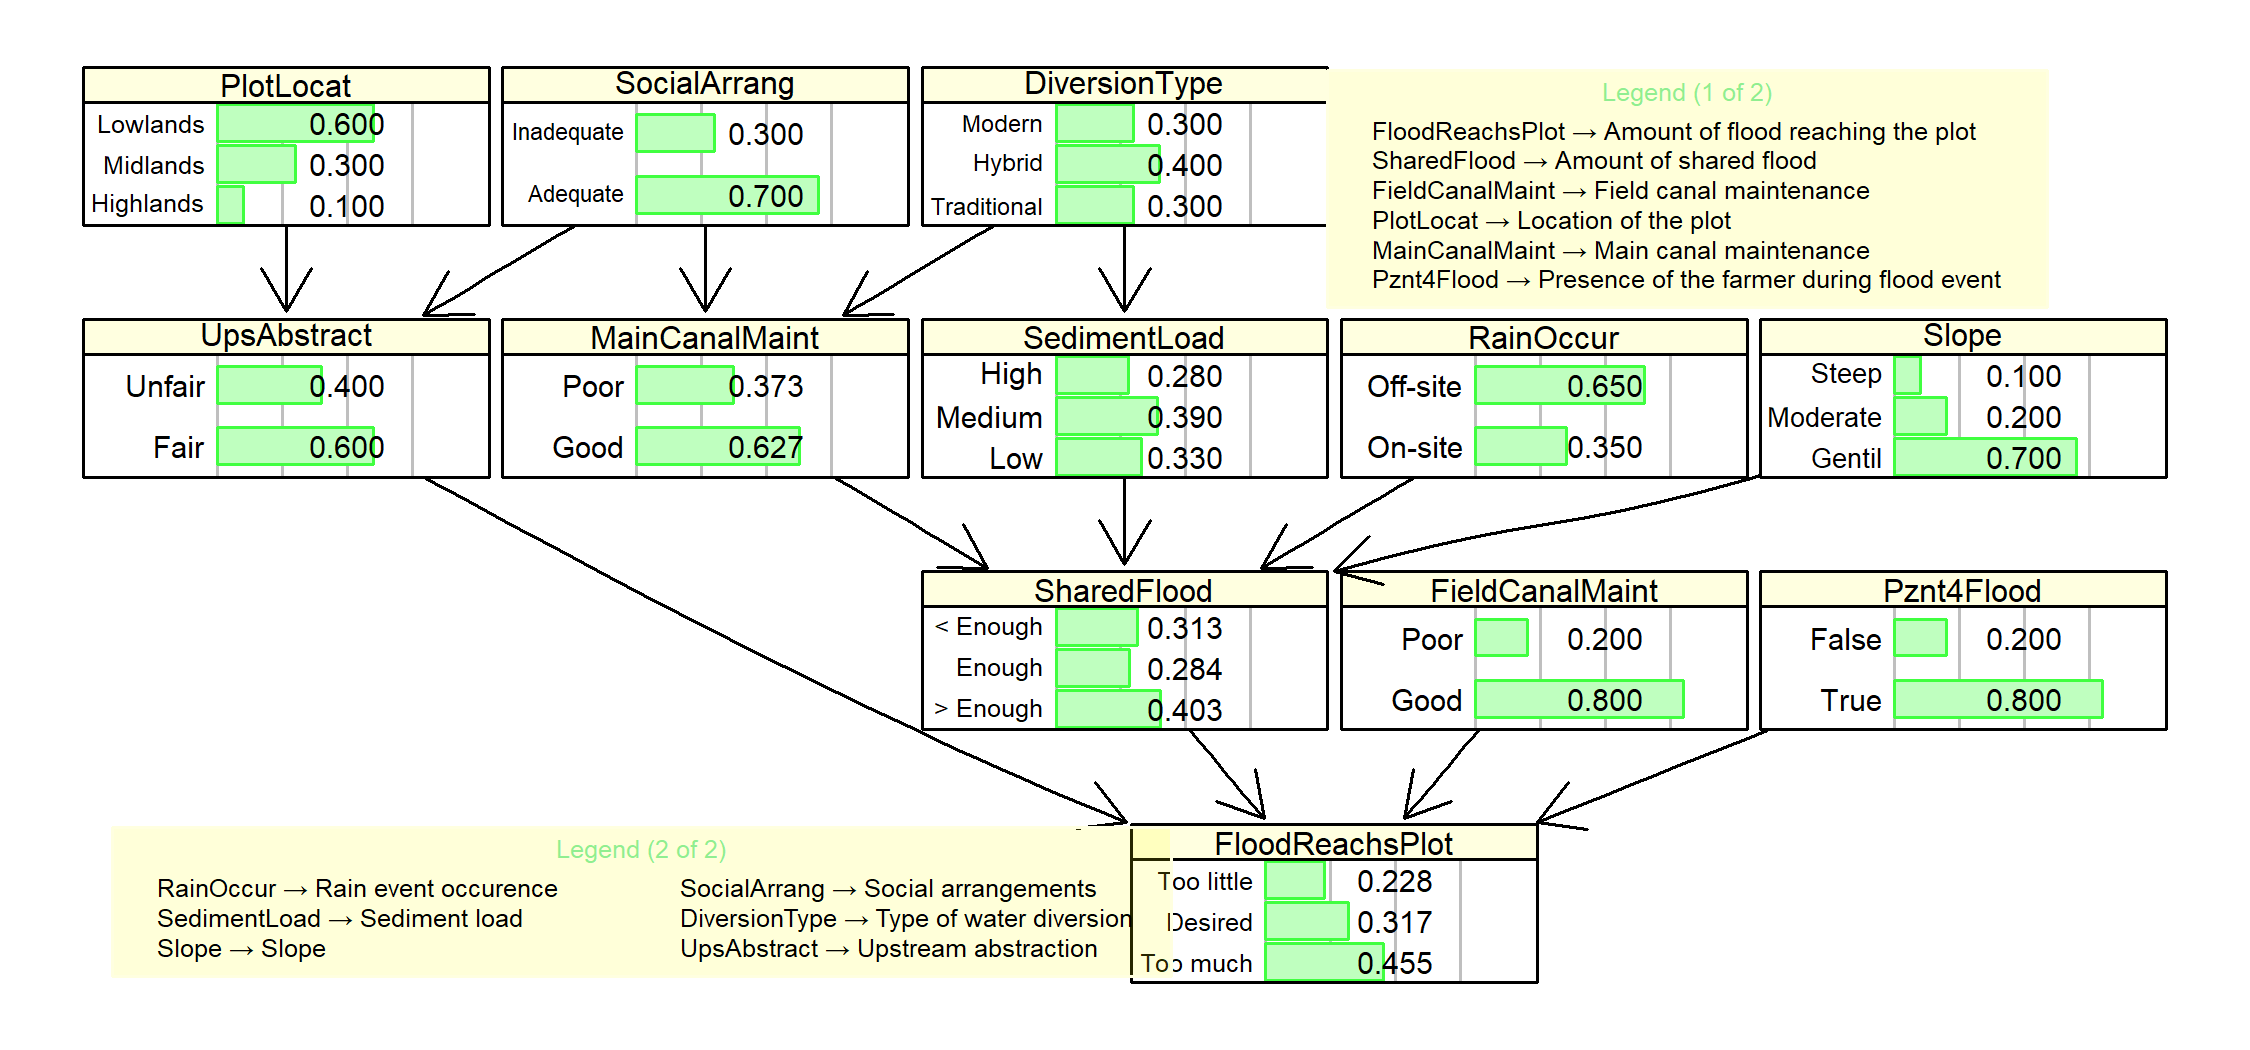 PlotLocat
Lowlands 0.600
Midlands 0.300
Highlands 0.100
SocialArrang
Inadequate 0.300
Adequate 0.700
DiversionType
Modern 0.300
Hybrid 0.400
Traditional 0.300
Legend (1 of 2)
FloodReachsPlot → Amount of flood reaching the plot
SharedFlood → Amount of shared flood
FieldCanalMaint → Field canal maintenance
PlotLocat → Location of the plot
MainCanalMaint → Main canal maintenance
Pznt4Flood → Presence of the farmer during flood event
UpsAbstract
Unfair 0.400
Fair 0.600
MainCanalMaint
Poor 0.373
Good 0.627
SedimentLoad
High 0.280
Medium 0.390
Low 0.330
RainOccur
Off-site 0.650
On-site 0.350
Slope
Steep 0.100
Moderate 0.200
Gentil 0.700
SharedFlood
< Enough 0.313
Enough 0.284
> Enough 0.403
FieldCanalMaint
Poor 0.200
Good 0.800
Pznt4Flood
False 0.200
True 0.800
Legend (2 of 2)
RainOccur → Rain event occurence
SedimentLoad → Sediment load
Slope → Slope
SocialArrang → Social arrangements
DiversionType → Type of water diversion
UpsAbstract → Upstream abstraction
FloodReachsPlot
Too little 0.228
Desired 0.317
Too much 0.455